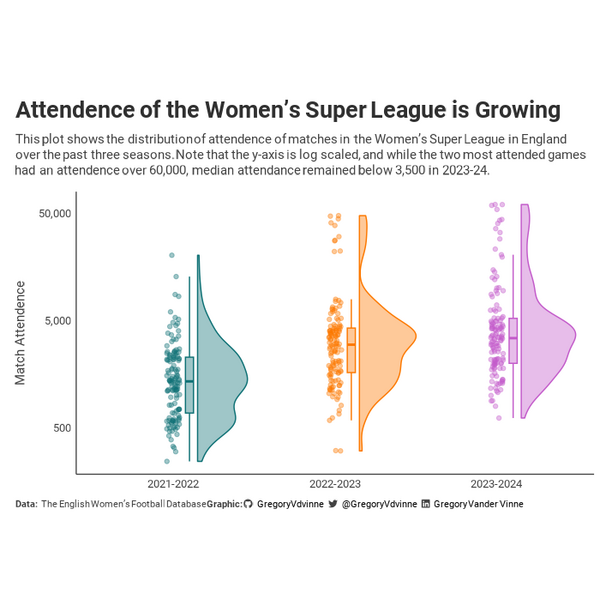 Attendence of the Women's Super League is Growing
This plot shows the distribution of attendence of matches in the Women's Super League in England
over the past three seasons. Note that the y-axis is log scaled, and while the two most attended games
had an attendence over 60,000, median attendance remained below 3,500 in 2023-24.
50,000
5,000
500
Match Attendence
2021-2022 2022-2023 2023-2024
Data: The English Women's Football Database Graphic: GregoryVdvinne @GregoryVdvinne Gregory Vander Vinne